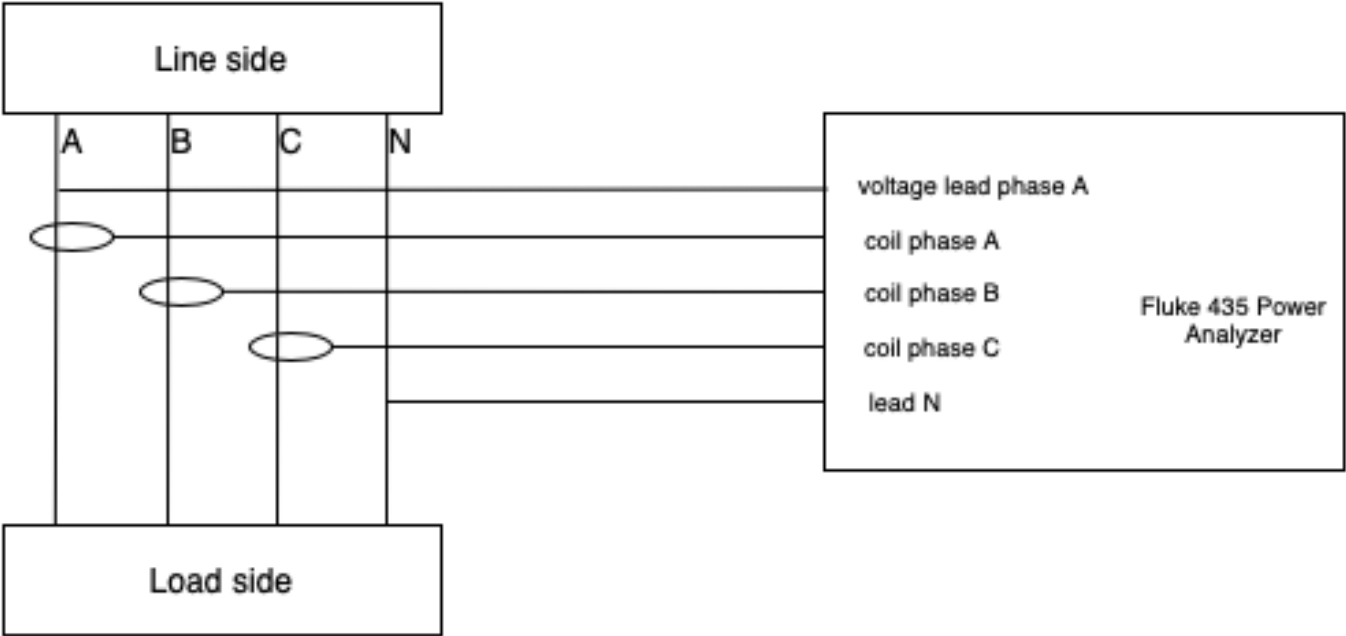 Line side
A
B
C
N
voltage lead phase A
coil phase A
coil phase B
coil phase C
lead N
Fluke 435 Power
Analyzer
Load side